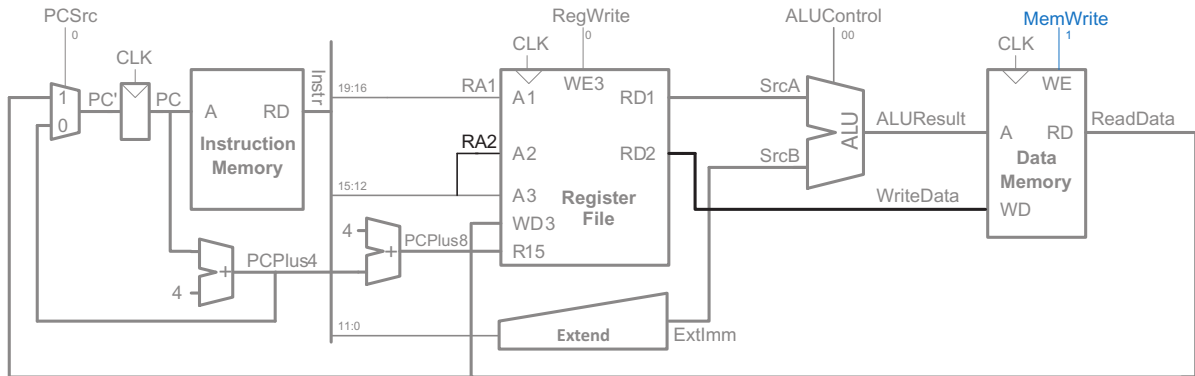 PCSrc
0
RegWrite
0
ALUControl
00
MemWrite
1
CLK
CLK
CLK
1
0
PC'
PC
A
RD
Instruction
Memory
Instr
19:16
RA1
A1
WE3
RD1
SrcA
ALU
ALUResult
A
WE
RD
ReadData
RA2
A2
RD2
SrcB
Data
Memory
15:12
A3
Register
File
WriteData
WD
WD3
4
+
PCPlus8
R15
+
PCPlus4
4
11:0
Extend
ExtImm